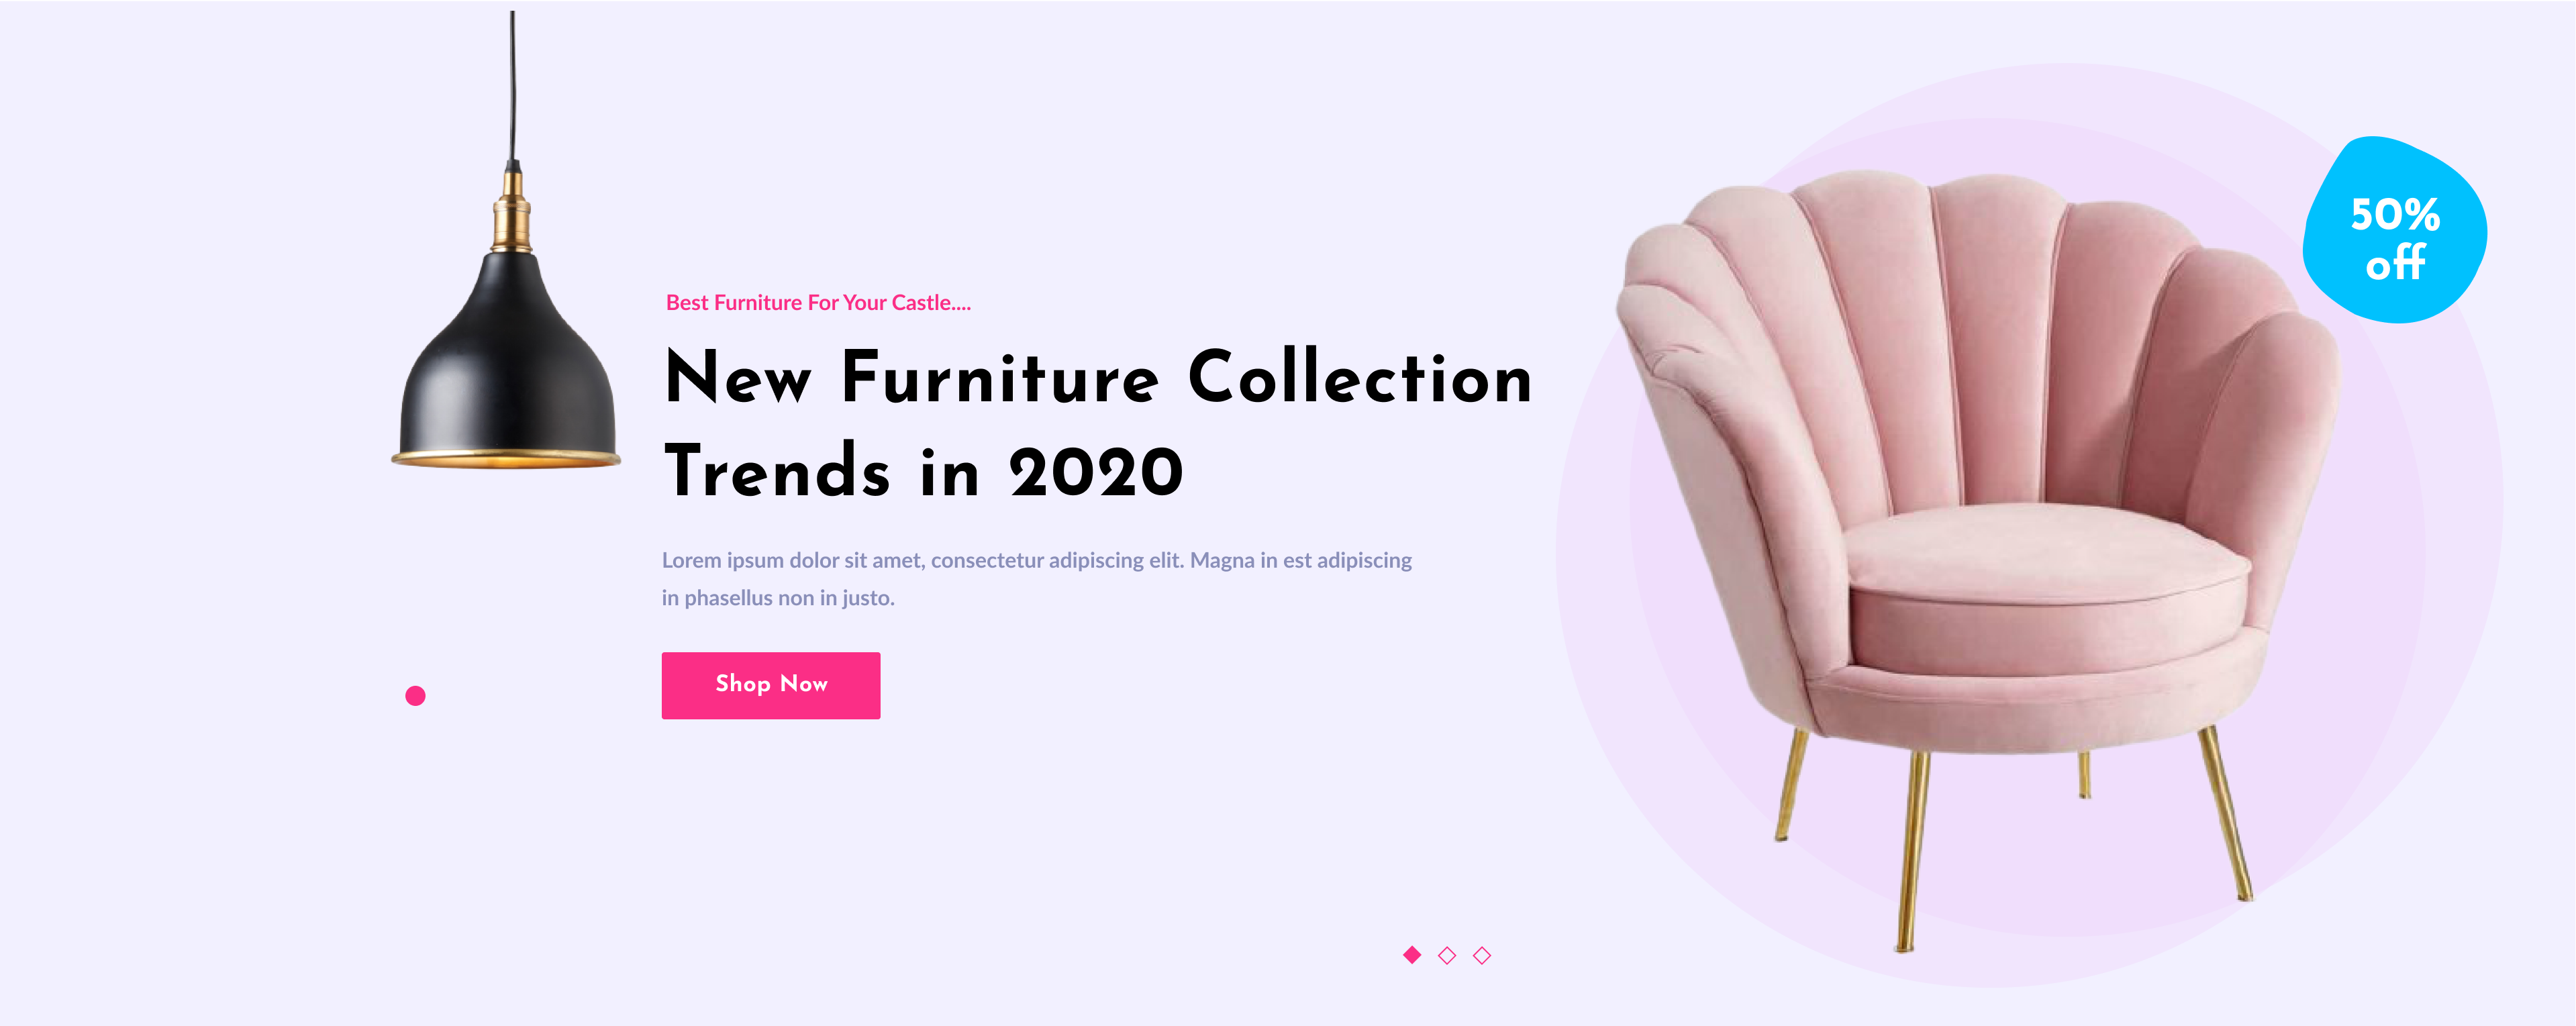 Best Furniture For Your Castle....
New Furniture Collection
Trends in 2020
Lorem ipsum dolor sit amet, consectetur adipiscing elit. Magna in est adipiscing
in phasellus non in justo.
Shop Now
50%
off